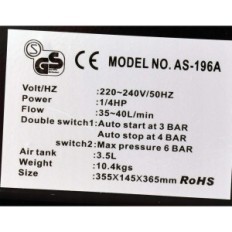 S GS
MODEL NO. AS-196A
CE
Volt/HZ : 220~240V/50HZ
Power : 1/4HP
Flow : 35~40L/min
Double switch1: Auto start at 3 BAR
Auto stop at 4 BAR
switch2: Max pressure 6 BAR
Air tank : 3.5L
Weight : 10.4kgs
Size : 355X145X365mm RoHS